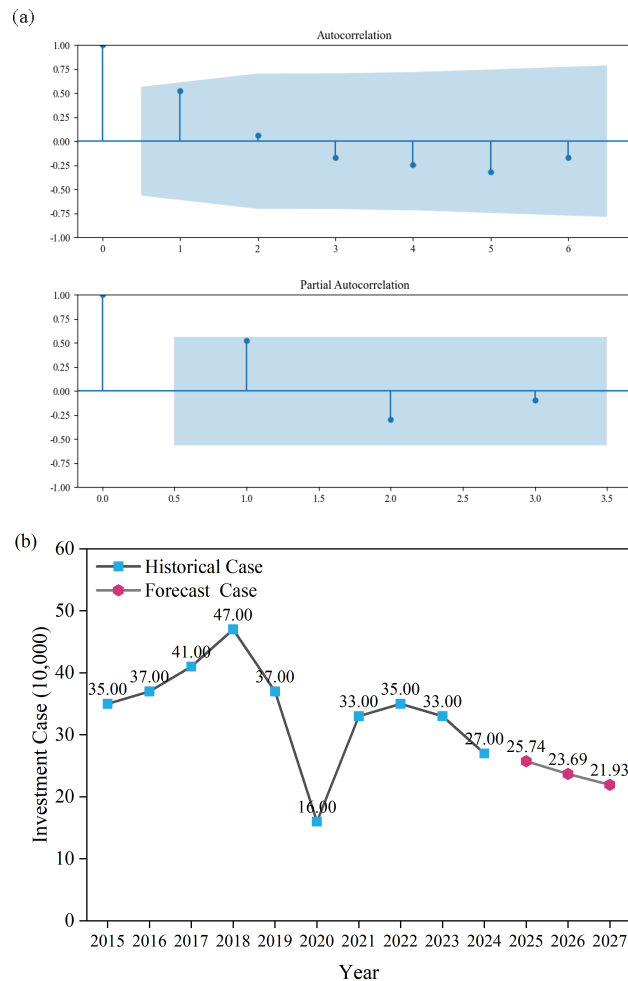 (a)
Autocorrelation
1.00
0.75
0.50
0.25
0.00
-0.25
-0.50
-0.75
-1.00
0 1 2 3 4 5 6
Partial Autocorrelation
1.00
0.75
0.50
0.25
0.00
-0.25
-0.50
-0.75
-1.00
0.0 0.5 1.0 1.5 2.0 2.5 3.0 3.5
(b)
Historical Case
Forecast Case
Investment Case (10,000)
60
50
40
30
20
10
0
35.00 37.00 41.00 47.00 37.00 16.00 33.00 35.00 33.00 27.00 25.74 23.69 21.93
2015 2016 2017 2018 2019 2020 2021 2022 2023 2024 2025 2026 2027
Year